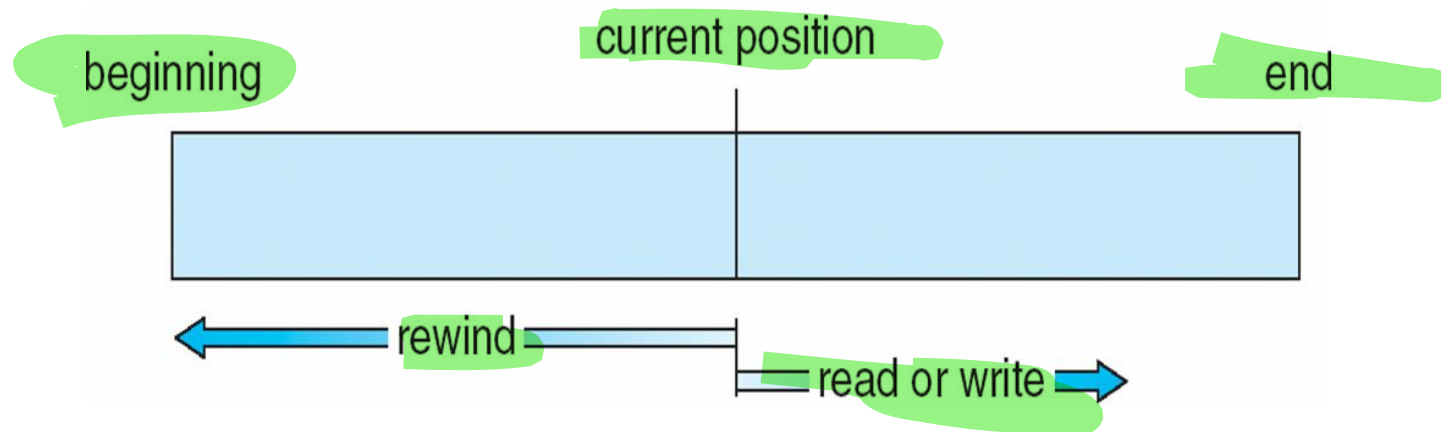 current position
beginning
end
rewind
read or write